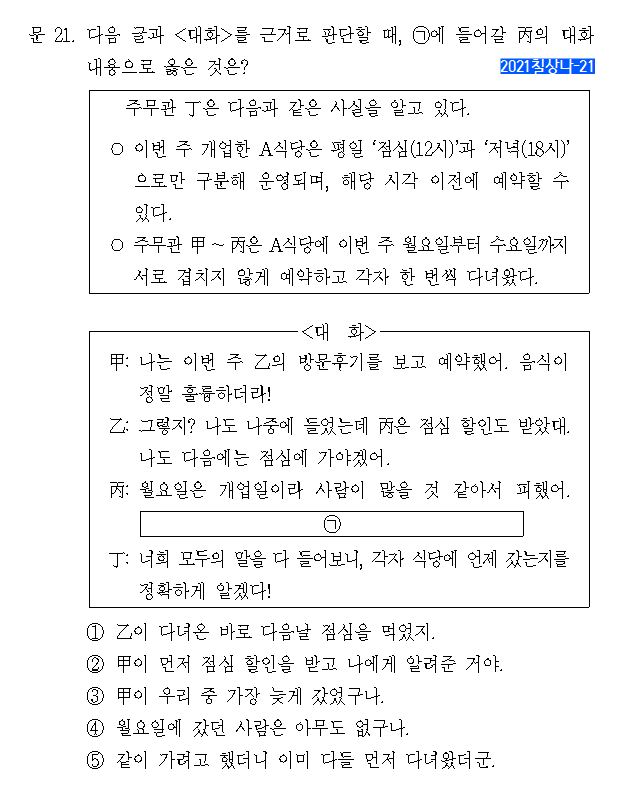 문 21. 다음 글과 <대화>를 근거로 판단할 때, ㉠에 들어갈 丙의 대화
내용으로 옳은 것은?
2021칠상나-21
주무관 丁은 다음과 같은 사실을 알고 있다.
○ 이번 주 개업한 A식당은 평일 ‘점심(12시)’과 ‘저녁(18시)’
으로만 구분해 운영되며, 해당 시각 이전에 예약할 수
있다.
○ 주무관 甲～丙은 A식당에 이번 주 월요일부터 수요일까지
서로 겹치지 않게 예약하고 각자 한 번씩 다녀왔다.
<대 화>
甲: 나는 이번 주 乙의 방문후기를 보고 예약했어. 음식이
정말 훌륭하더라!
乙: 그렇지? 나도 나중에 들었는데 丙은 점심 할인도 받았대.
나도 다음에는 점심에 가야겠어.
丙: 월요일은 개업일이라 사람이 많을 것 같아서 피했어.
㉠
丁: 너희 모두의 말을 다 들어보니, 각자 식당에 언제 갔는지를
정확하게 알겠다!
① 乙이 다녀온 바로 다음날 점심을 먹었지.
② 甲이 먼저 점심 할인을 받고 나에게 알려준 거야.
③ 甲이 우리 중 가장 늦게 갔었구나.
④ 월요일에 갔던 사람은 아무도 없구나.
⑤ 같이 가려고 했더니 이미 다들 먼저 다녀왔더군.